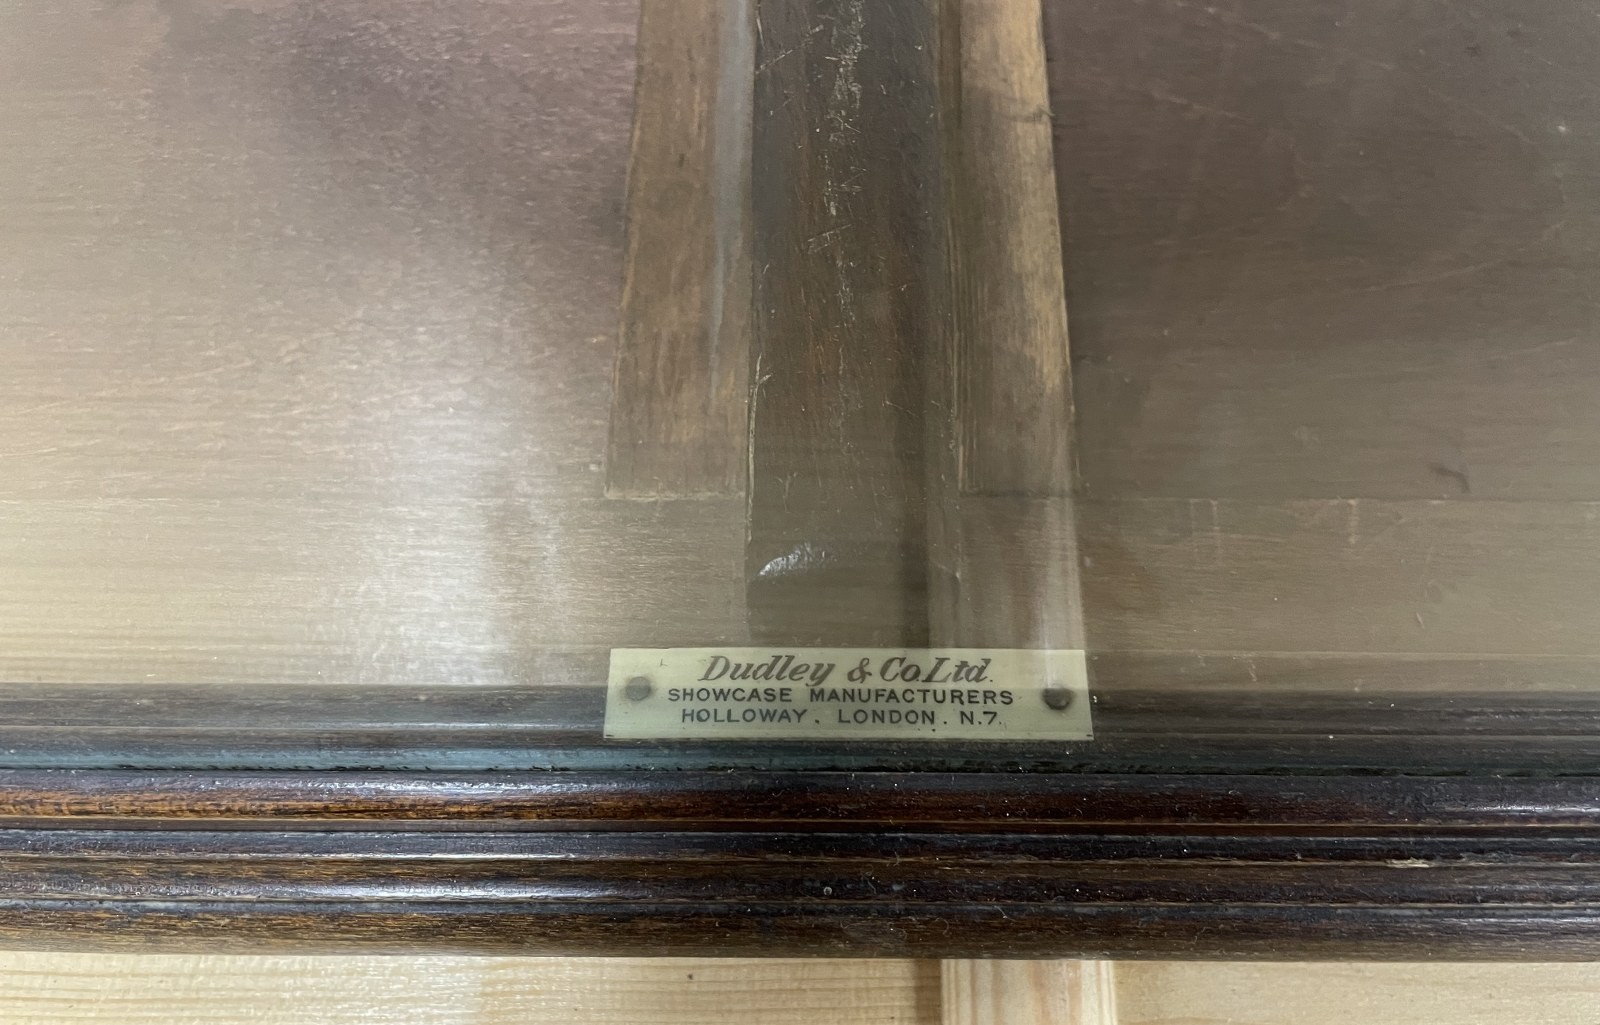 Dudley & Co Ltd.
SHOWCASE MANUFACTURERS
HOLLOWAY. LONDON. N.7.